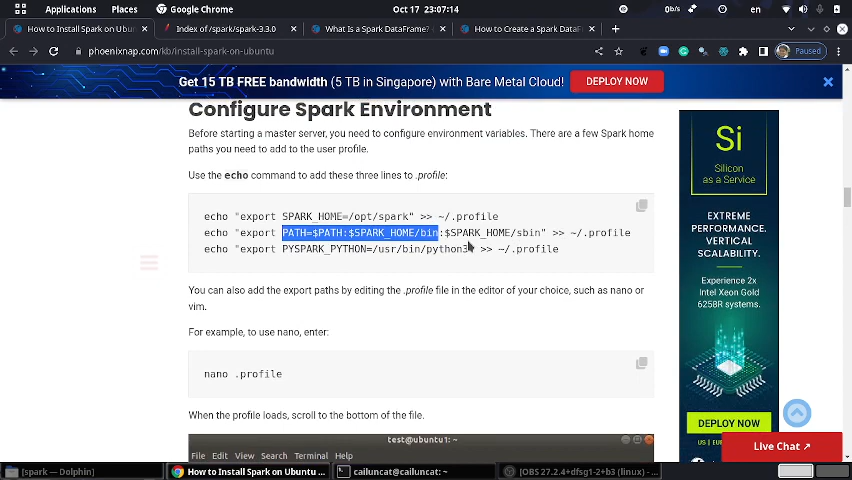 Applications Places Google Chrome Oct 17 23:07:14 0%↓ en
How to Install Spark on Ubun × Index of /spark/spark-3.3.0 × What Is a Spark DataFrame? × How to Create a Spark DataF ×
phoenixnap.com/kb/install-spark-on-ubuntu Paused
Get 15 TB FREE bandwidth (5 TB in Singapore) with Bare Metal Cloud! DEPLOY NOW
Configure Spark Environment
Before starting a master server, you need to configure environment variables. There are a few Spark home
paths you need to add to the user profile.
Use the echo command to add these three lines to .profile:
echo "export SPARK_HOME=/opt/spark" >> ~/.profile
echo "export PATH=$PATH:$SPARK_HOME/bin:$SPARK_HOME/sbin" >> ~/.profile
echo "export PYSPARK_PYTHON=/usr/bin/python3" >> ~/.profile
You can also add the export paths by editing the .profile file in the editor of your choice, such as nano or
vim.
For example, to use nano, enter:
nano .profile
When the profile loads, scroll to the bottom of the file.
test@ubuntu1: ~
File Edit View Search Terminal Help
Si
Silicon
as a Service
EXTREME
PERFORMANCE.
VERTICAL
SCALABILITY.
Experience 2x
Intel Xeon Gold
6258R systems.
DEPLOY NOW
Live Chat ↗
[spark — Dolphin] How to Install Spark on Ubuntu ... cailuncat@cailuncat: ~ [OBS 27.2.4+dfsg1-2+b3 (linux) - ...